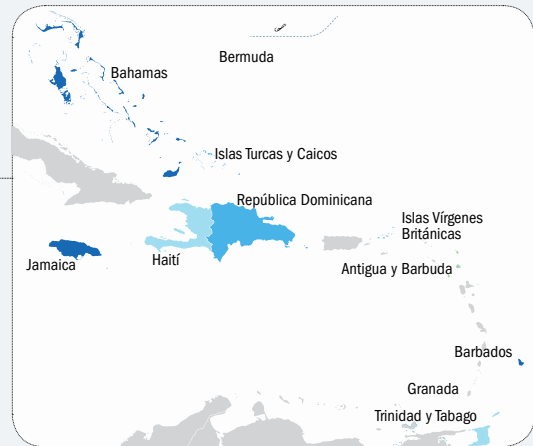 Bermuda
Bahamas
Islas Turcas y Caicos
República Dominicana
Islas Vírgenes
Británicas
Jamaica
Haití
Antigua y Barbuda
Barbados
Granada
Trinidad y Tabago